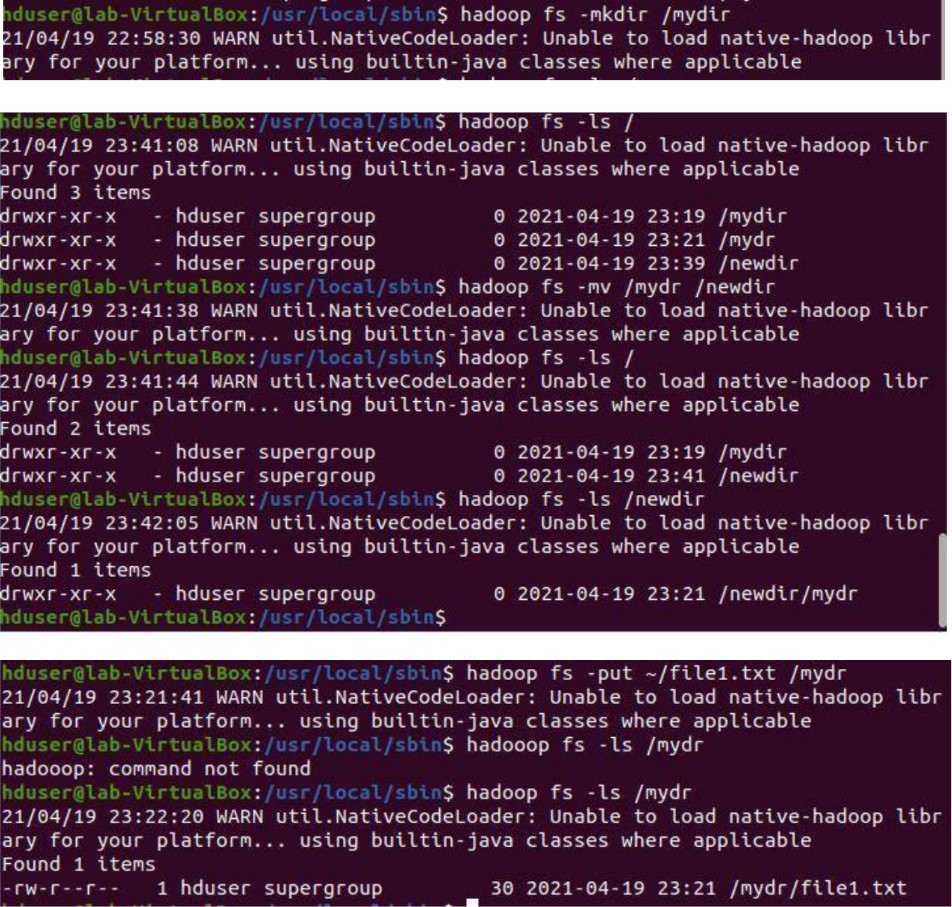 hduser@lab-VirtualBox:/usr/local/sbin$ hadoop fs -mkdir /mydir
21/04/19 22:58:30 WARN util.NativeCodeLoader: Unable to load native-hadoop libr
ary for your platform... using builtin-java classes where applicable
hduser@lab-VirtualBox:/usr/local/sbin$ hadoop fs -ls /
21/04/19 23:41:08 WARN util.NativeCodeLoader: Unable to load native-hadoop libr
ary for your platform... using builtin-java classes where applicable
Found 3 items
drwxr-xr-x   - hduser supergroup          0 2021-04-19 23:19 /mydir
drwxr-xr-x   - hduser supergroup          0 2021-04-19 23:21 /mydr
drwxr-xr-x   - hduser supergroup          0 2021-04-19 23:39 /newdir
hduser@lab-VirtualBox:/usr/local/sbin$ hadoop fs -mv /mydr /newdir
21/04/19 23:41:38 WARN util.NativeCodeLoader: Unable to load native-hadoop libr
ary for your platform... using builtin-java classes where applicable
hduser@lab-VirtualBox:/usr/local/sbin$ hadoop fs -ls /
21/04/19 23:41:44 WARN util.NativeCodeLoader: Unable to load native-hadoop libr
ary for your platform... using builtin-java classes where applicable
Found 2 items
drwxr-xr-x   - hduser supergroup          0 2021-04-19 23:19 /mydir
drwxr-xr-x   - hduser supergroup          0 2021-04-19 23:41 /newdir
hduser@lab-VirtualBox:/usr/local/sbin$ hadoop fs -ls /newdir
21/04/19 23:42:05 WARN util.NativeCodeLoader: Unable to load native-hadoop libr
ary for your platform... using builtin-java classes where applicable
Found 1 items
drwxr-xr-x   - hduser supergroup          0 2021-04-19 23:21 /newdir/mydr
hduser@lab-VirtualBox:/usr/local/sbin$
hduser@lab-VirtualBox:/usr/local/sbin$ hadoop fs -put ~/file1.txt /mydr
21/04/19 23:21:41 WARN util.NativeCodeLoader: Unable to load native-hadoop libr
ary for your platform... using builtin-java classes where applicable
hduser@lab-VirtualBox:/usr/local/sbin$ hadooop fs -ls /mydr
hadooop: command not found
hduser@lab-VirtualBox:/usr/local/sbin$ hadoop fs -ls /mydr
21/04/19 23:22:20 WARN util.NativeCodeLoader: Unable to load native-hadoop libr
ary for your platform... using builtin-java classes where applicable
Found 1 items
-rw-r--r--   1 hduser supergroup         30 2021-04-19 23:21 /mydr/file1.txt